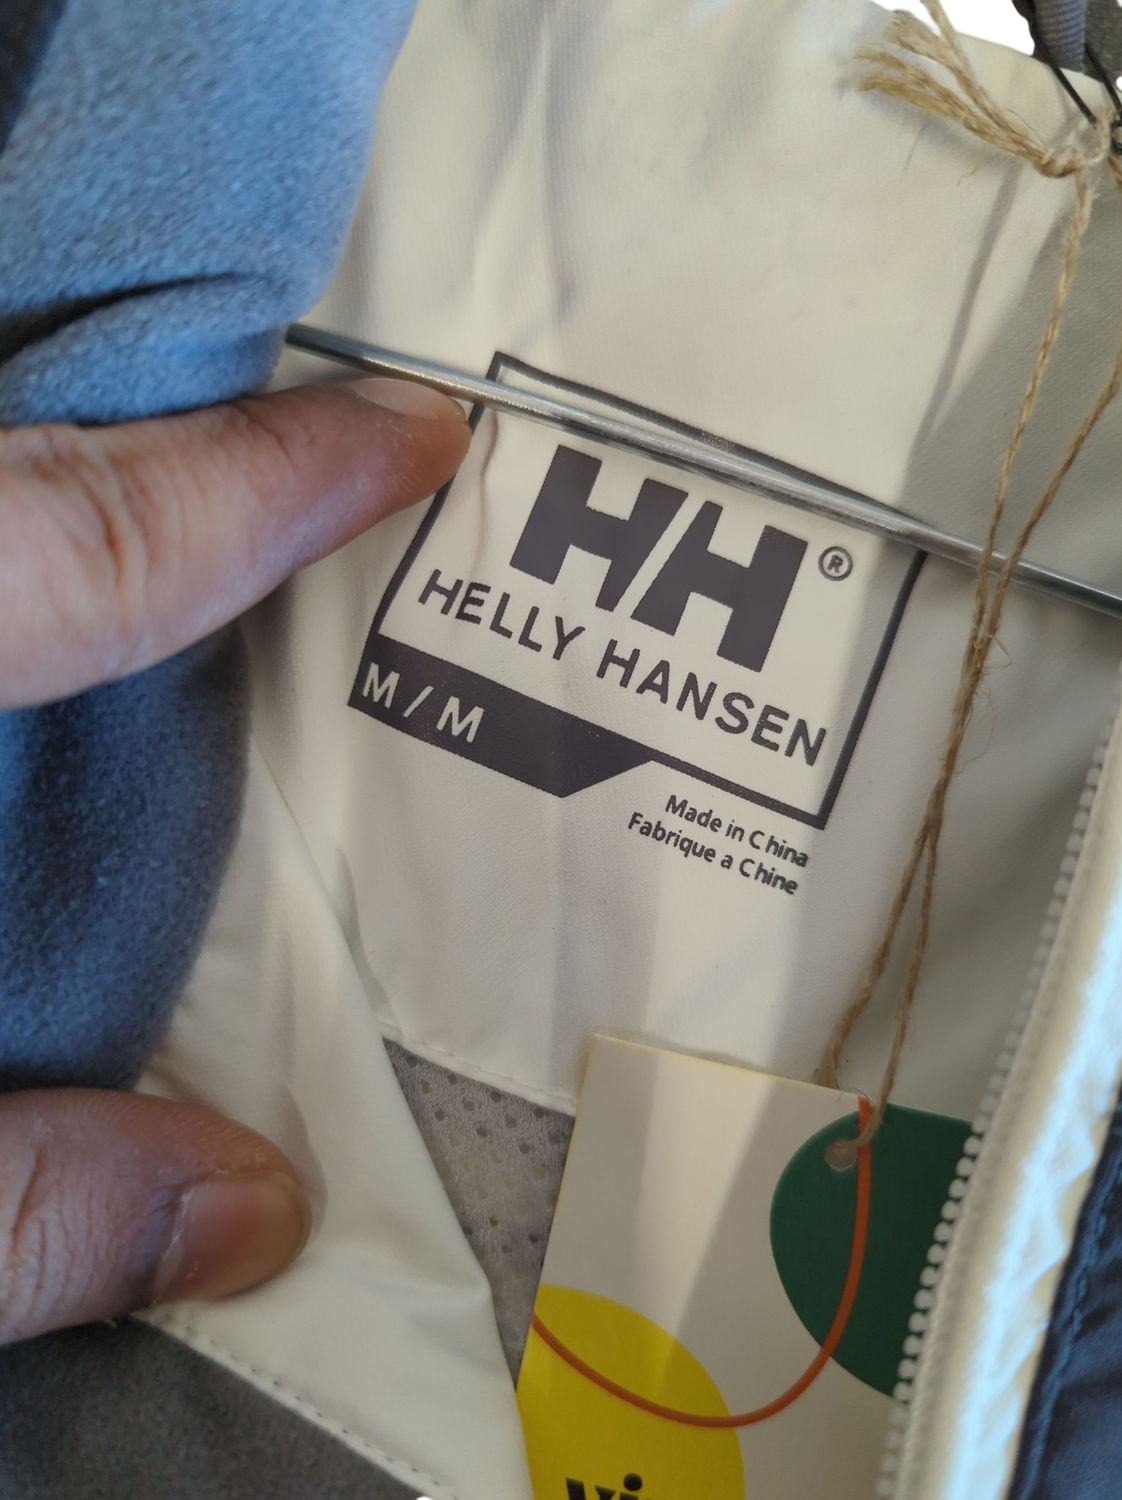 HH®
HELLY HANSEN
M/M
Made in China
Fabrique a Chine